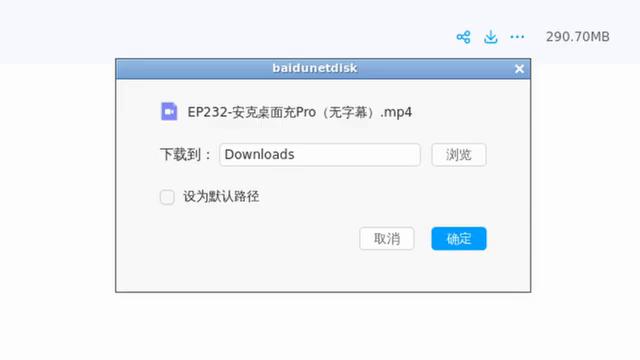 290.70MB
baidunetdisk
EP232-安克桌面充Pro（无字幕）.mp4
下载到： Downloads 浏览
设为默认路径
取消 确定